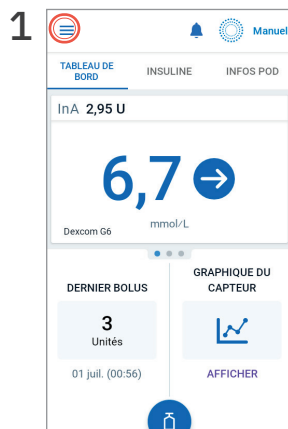 1
Manuel
TABLEAU DE
BORD
INSULINE
INFOS POD
InA 2,95 U
6,7
mmol/L
Dexcom G6
DERNIER BOLUS
3
Unités
01 juil. (00:56)
GRAPHIQUE DU
CAPTEUR
AFFICHER